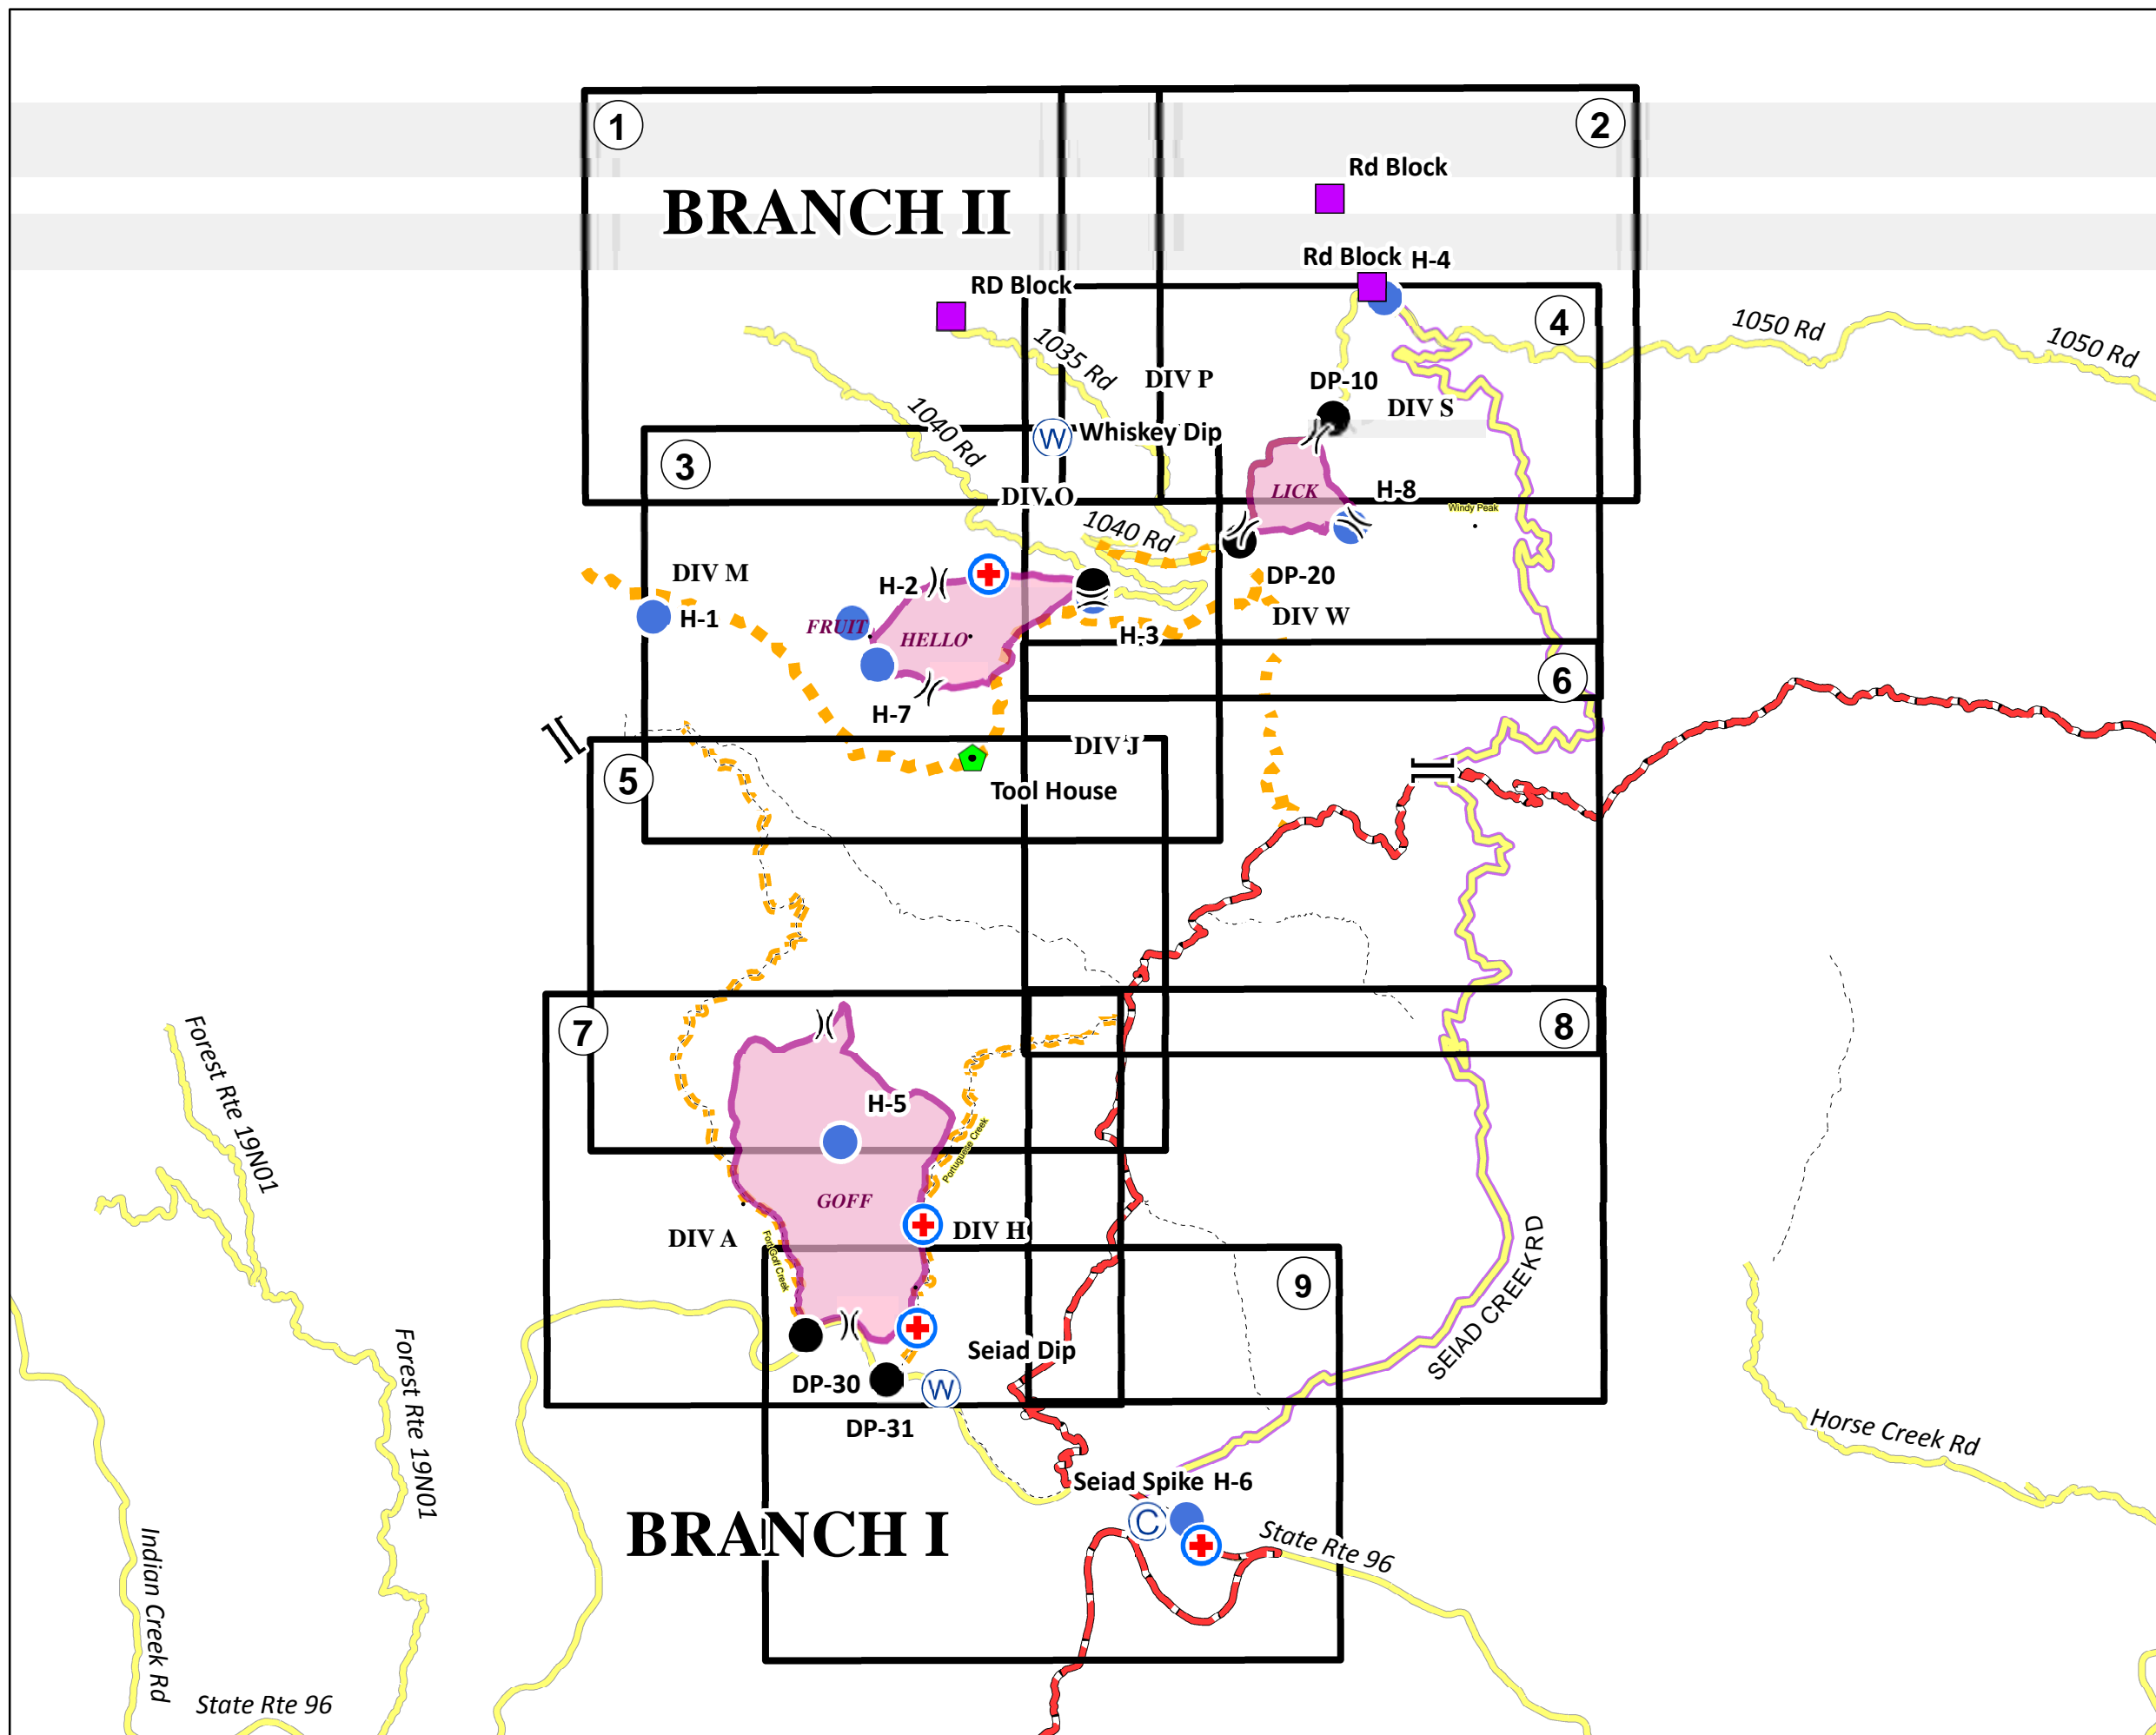 1
2
Rd Block
BRANCH II
Rd Block
H-4
RD Block
4
1050 Rd
1050 Rd
1035 Rd
DIV P
DP-10
DIV S
1040 Rd
W
Whiskey Dip
3
DIV O
LICK
H-8
Windy Peak
1040 Rd
DIV M
H-2
DP-20
H-1
DIV W
FRUIT
HELLO
H-3
6
H-7
DIV J
5
Tool House
7
8
Forest Rte 19N01
H-5
Portuguese Creek
GOFF
DIV A
DIV H
Fort Goff Creek
9
SEIAD CREEKRD
Forest Rte 19N01
Seiad Dip
DP-30
W
DP-31
Horse Creek Rd
Seiad Spike
H-6
BRANCH I
C
State Rte 96
Indian Creek Rd
State Rte 96